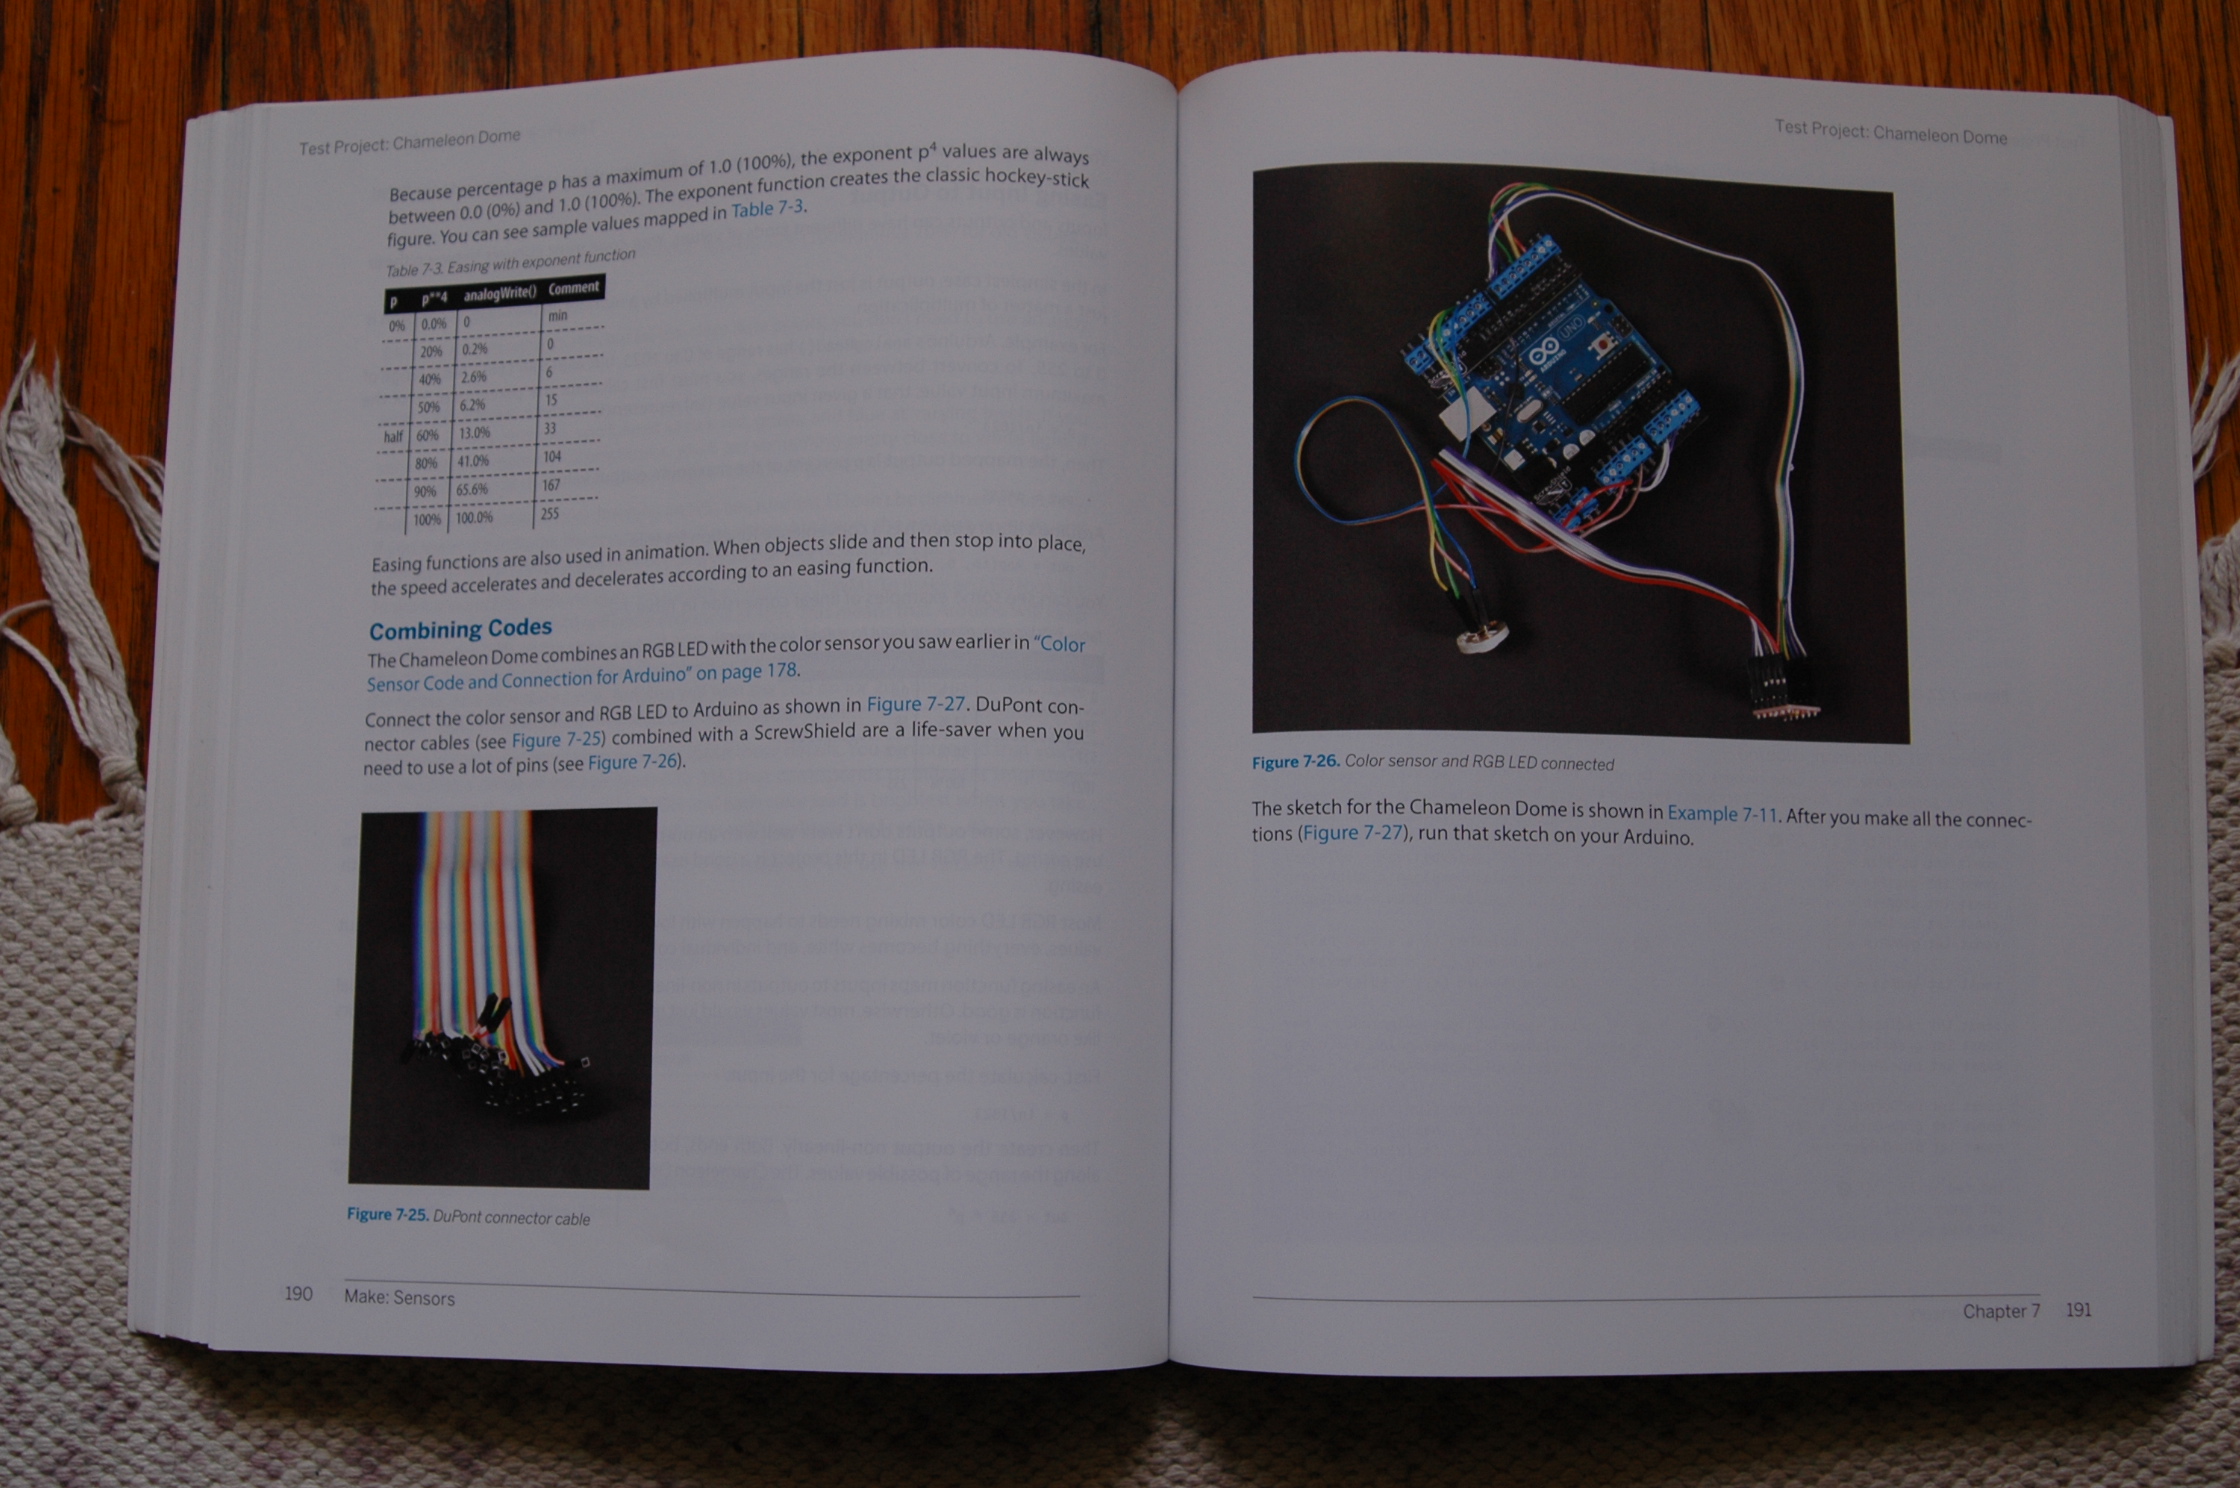 Test Project: Chameleon Dome
Because percentage p has a maximum of 1.0 (100%), the exponent p⁴ values are always
between 0.0 (0%) and 1.0 (100%). The exponent function creates the classic hockey-stick
figure. You can see sample values mapped in Table 7-3.
Table 7-3. Easing with exponent function
p p**4 analogWrite() Comment
0% 0.0% 0 min
20% 0.2% 0
40% 2.6% 6
50% 6.2% 15
half 60% 13.0% 33
80% 41.0% 104
90% 65.6% 167
100% 100.0% 255
Easing functions are also used in animation. When objects slide and then stop into place,
the speed accelerates and decelerates according to an easing function.
Combining Codes
The Chameleon Dome combines an RGB LED with the color sensor you saw earlier in “Color
Sensor Code and Connection for Arduino” on page 178.
Connect the color sensor and RGB LED to Arduino as shown in Figure 7-27. DuPont con-
nector cables (see Figure 7-25) combined with a ScrewShield are a life-saver when you
need to use a lot of pins (see Figure 7-26).
Figure 7-25. DuPont connector cable
190 Make: Sensors
Test Project: Chameleon Dome
UNO
ARDUINO
Figure 7-26. Color sensor and RGB LED connected
The sketch for the Chameleon Dome is shown in Example 7-11. After you make all the connec-
tions (Figure 7-27), run that sketch on your Arduino.
Chapter 7 191